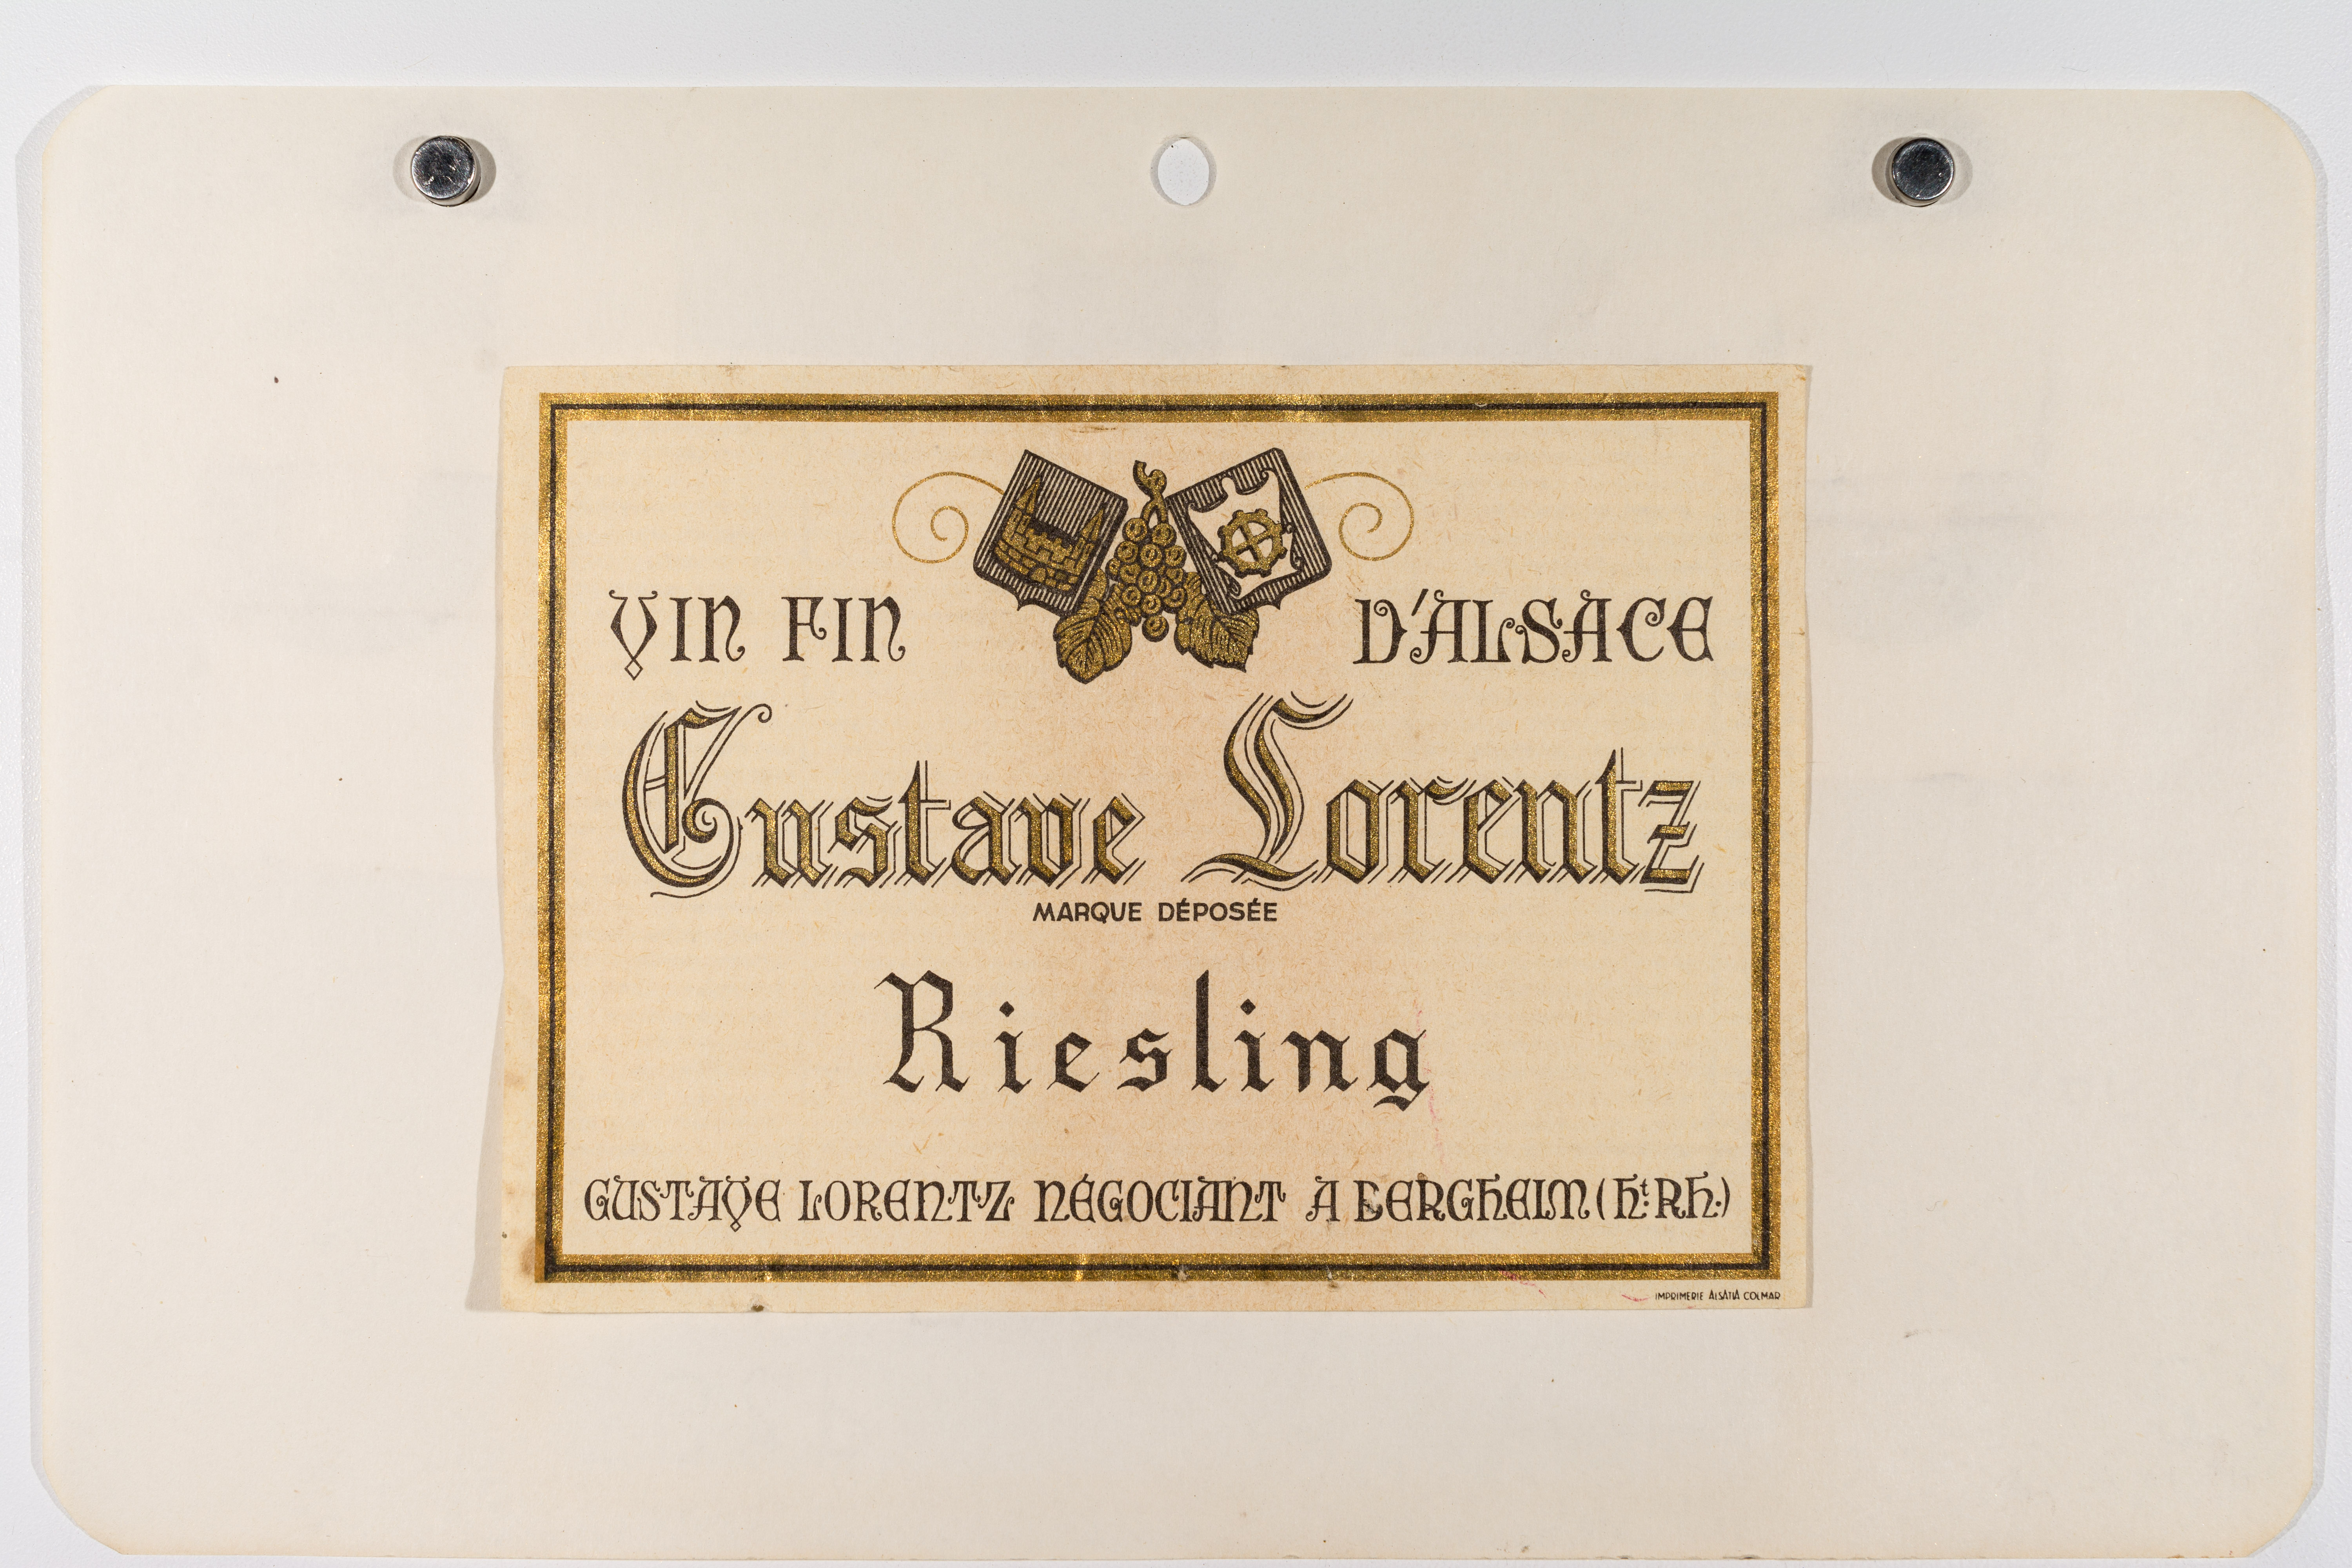 VIN FIN D'ALSACE
Gustave Lorentz
MARQUE DÉPOSÉE
Riesling
GUSTAVE LORENTZ NÉGOCIANT A BERGHEIM (Ht. RH.)
IMPRIMERIE ALSATIA COLMAR